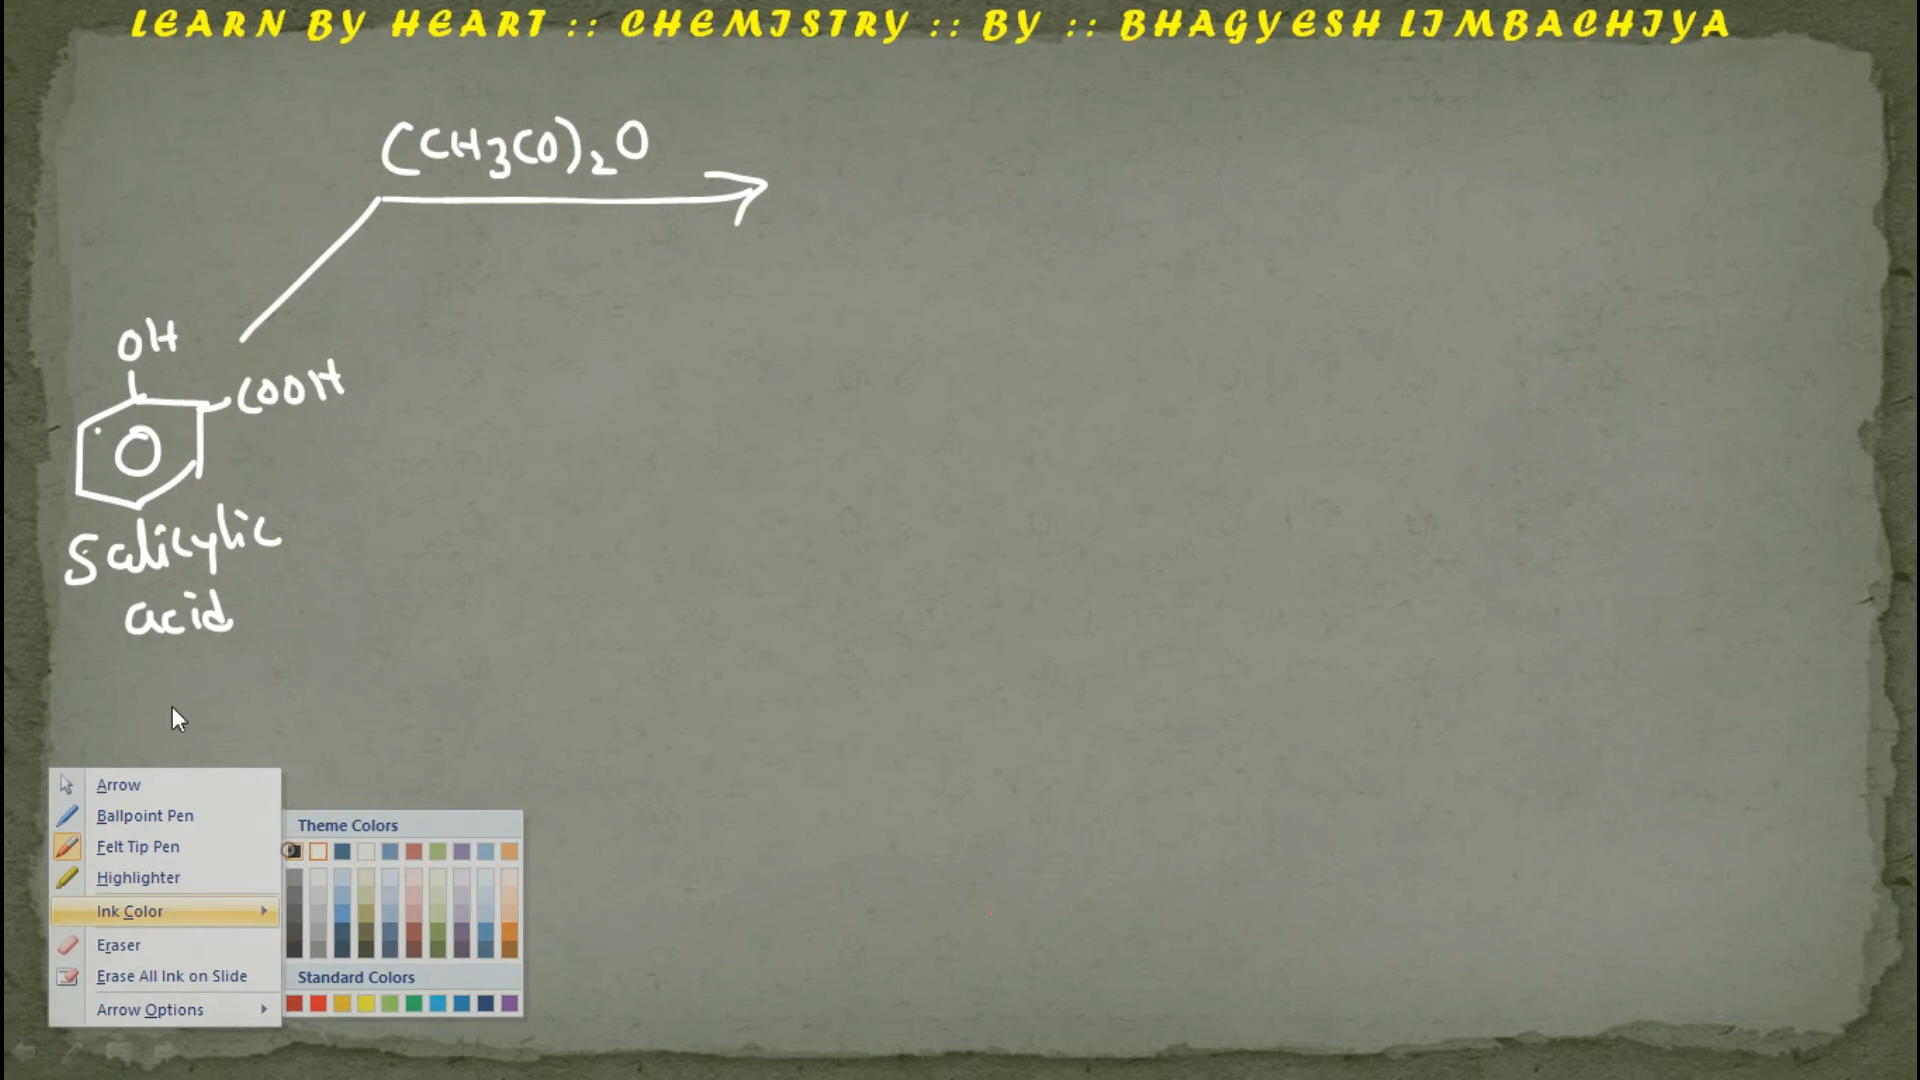 LEARN BY HEART :: CHEMISTRY :: BY :: BHAGYESH LIMBACHIYA
(CH3CO)2O
OH
COOH
Salicylic
acid
Arrow
Ballpoint Pen
Felt Tip Pen
Highlighter
Ink Color
Eraser
Erase All Ink on Slide
Arrow Options
Theme Colors
Standard Colors